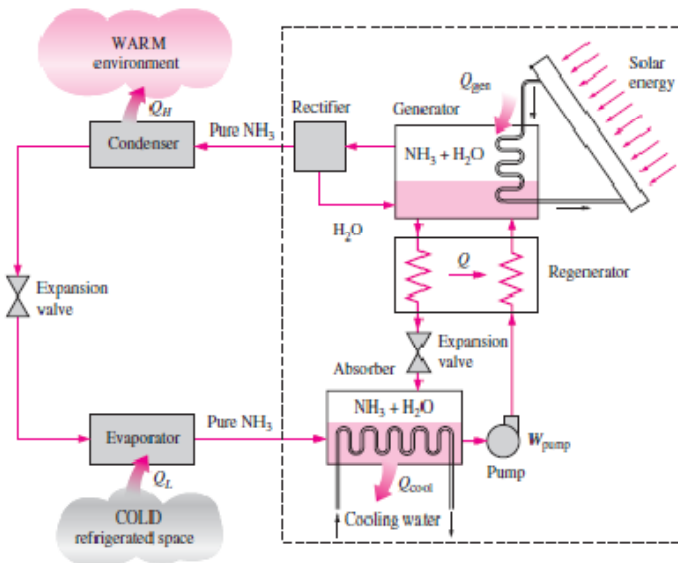 WARM
environment
Q_H
Condenser
Pure NH₃
Rectifier
Generator
Q_gen
Solar
energy
NH₃ + H₂O
H₂O
Q
Regenerator
Expansion
valve
Expansion
valve
Absorber
NH₃ + H₂O
Evaporator
Pure NH₃
W_pump
Pump
Q_L
Q_cool
COLD
refrigerated space
Cooling water